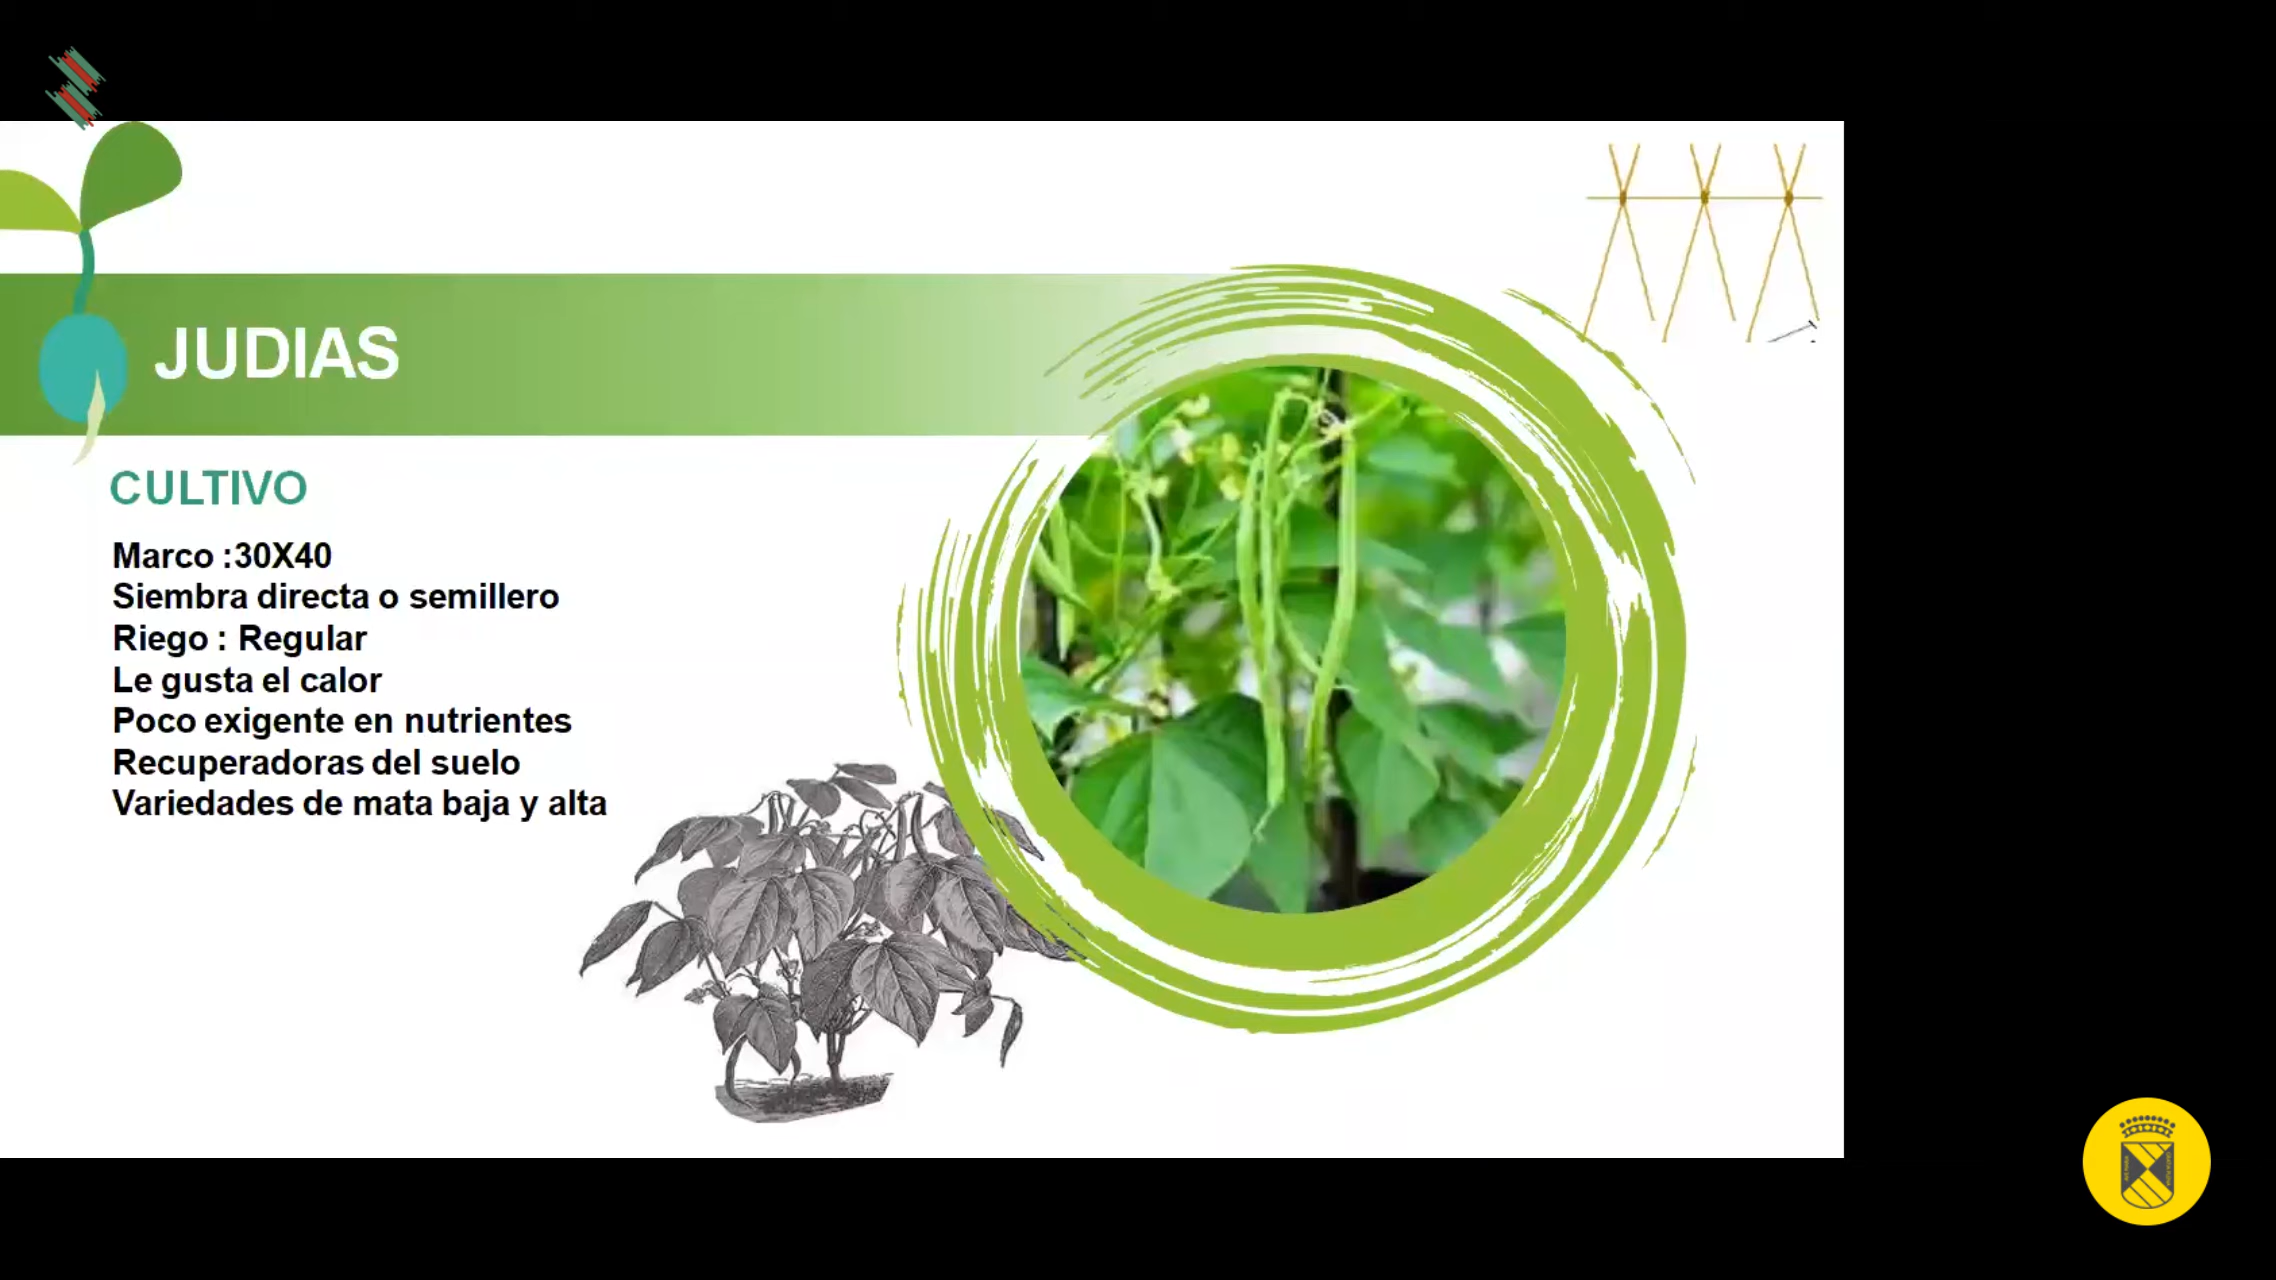 JUDIAS
CULTIVO
Marco :30X40
Siembra directa o semillero
Riego : Regular
Le gusta el calor
Poco exigente en nutrientes
Recuperadoras del suelo
Variedades de mata baja y alta